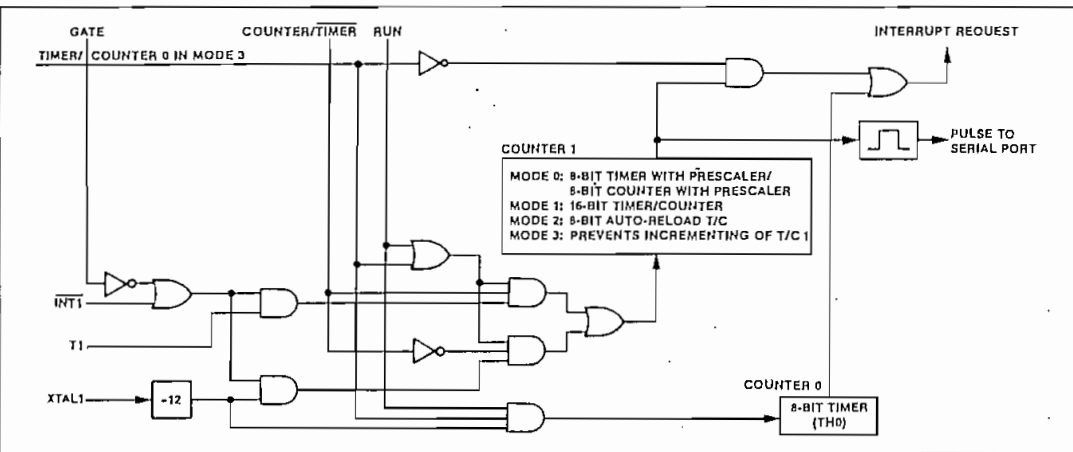 GATE
COUNTER/TIMER
RUN
INTERRUPT REQUEST
TIMER/ COUNTER 0 IN MODE 3
PULSE TO
SERIAL PORT
COUNTER 1
MODE 0: 8-BIT TIMER WITH PRESCALER/
8-BIT COUNTER WITH PRESCALER
MODE 1: 16-BIT TIMER/COUNTER
MODE 2: 8-BIT AUTO-RELOAD T/C
MODE 3: PREVENTS INCREMENTING OF T/C 1
INT1
T1
XTAL1
÷12
COUNTER 0
8-BIT TIMER
(TH0)